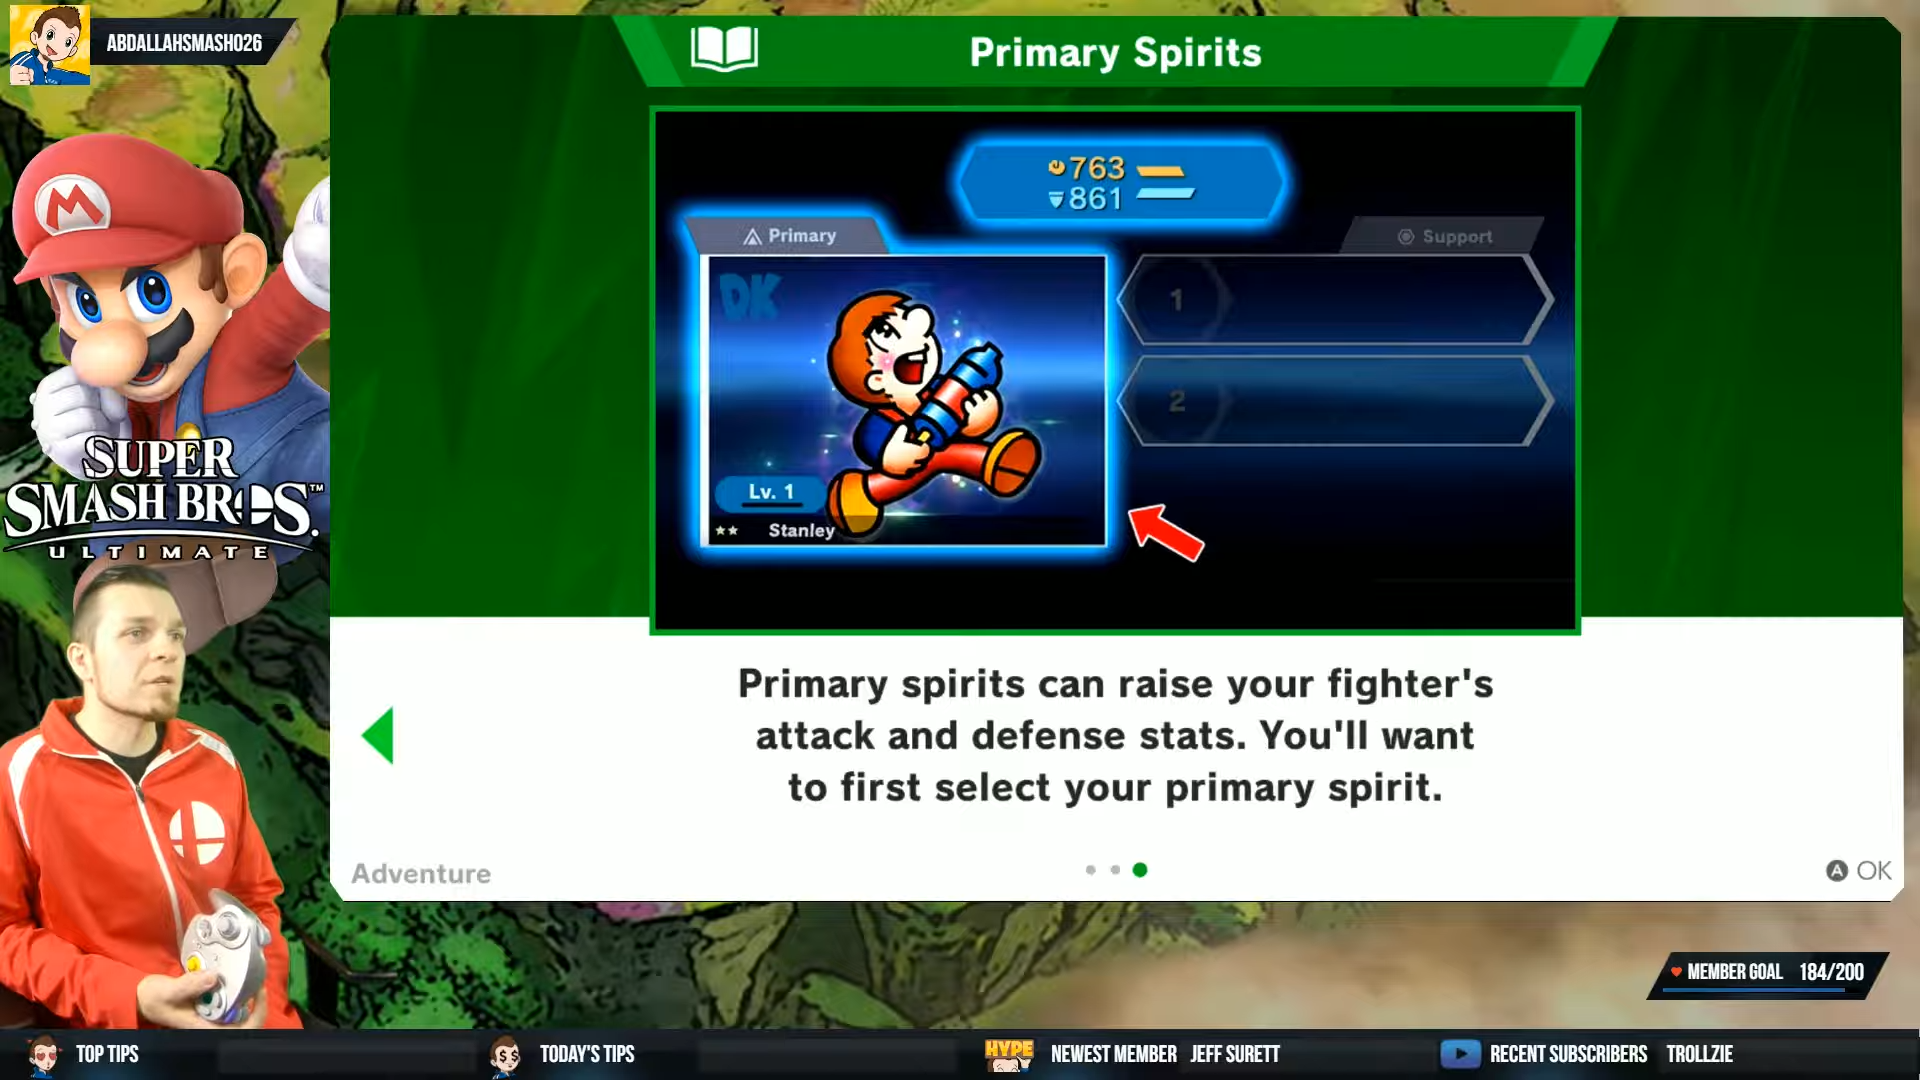 ABDALLAHSMASH026
Primary Spirits
763
861
Primary
Support
DK
1
2
Lv. 1
★★ Stanley
M
SUPER
SMASH BROS.™
ULTIMATE
Primary spirits can raise your fighter's
attack and defense stats. You'll want
to first select your primary spirit.
Adventure
A OK
MEMBER GOAL 184/200
TOP TIPS
TODAY'S TIPS
HYPE
NEWEST MEMBER JEFF SURETT
RECENT SUBSCRIBERS TROLLZIE